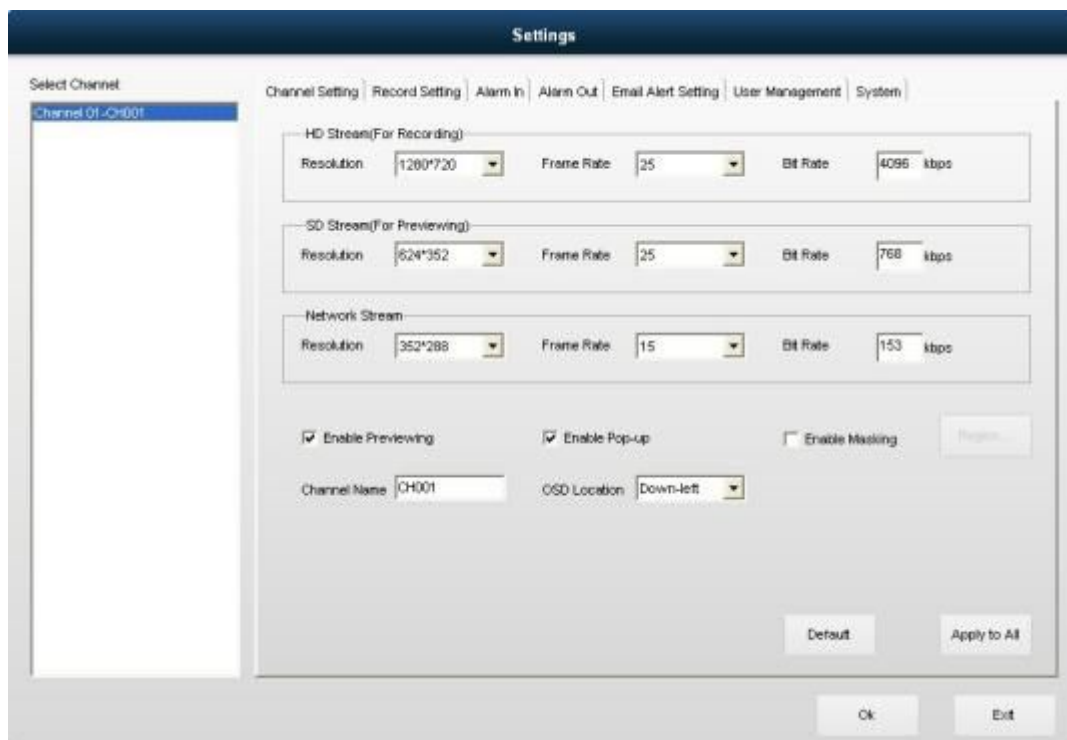 Settings
Select Channel
Channel 01-CH001
Channel Setting Record Setting Alarm In Alarm Out Email Alert Setting User Management System
HD Stream(For Recording)
Resolution 1280*720 Frame Rate 25 Bit Rate 4096 kbps
SD Stream(For Previewing)
Resolution 624*352 Frame Rate 25 Bit Rate 768 kbps
Network Stream
Resolution 352*288 Frame Rate 15 Bit Rate 153 kbps
Enable Previewing Enable Pop-up Enable Masking
Channel Name CH001 OSD Location Down-left
Default Apply to All
Ok Exit